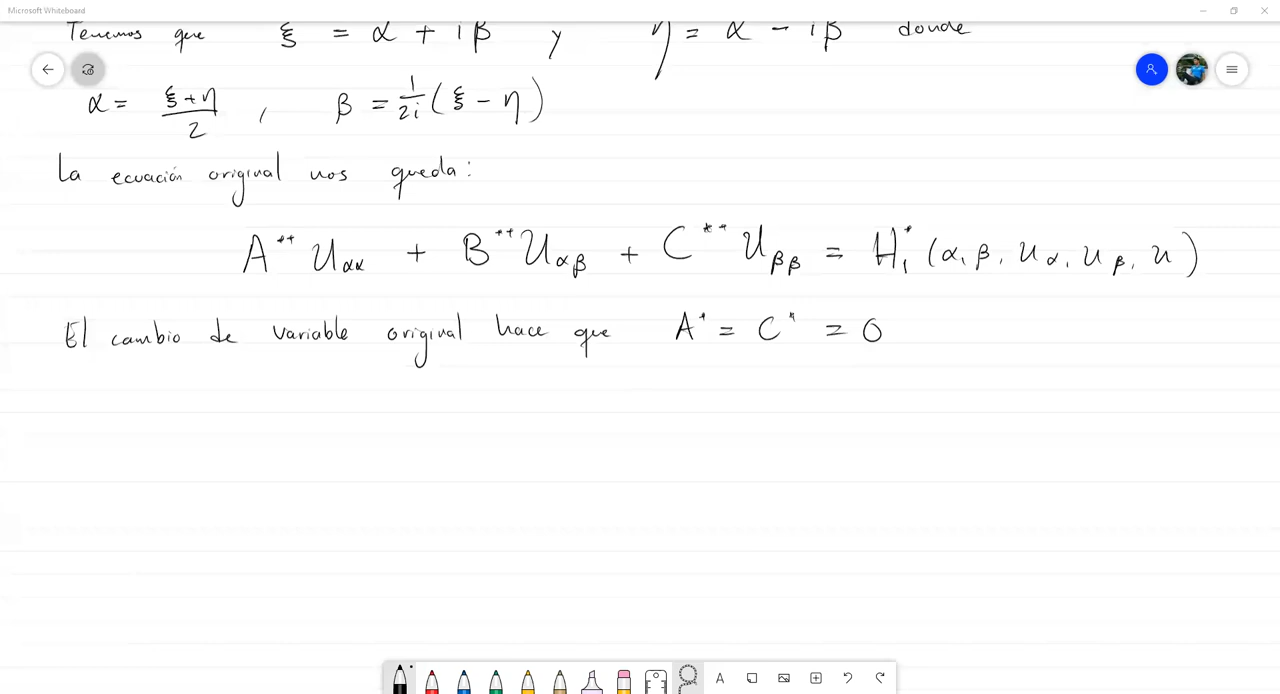 Microsoft Whiteboard
Tenemos que ξ = α + iβ y η = α - iβ donde
α = (ξ+η)/2 , β = 1/2i (ξ - η)
La ecuación original nos queda:
A** u_αα + B** u_αβ + C** u_ββ = H₁* (α, β, u_α, u_β, u)
El cambio de variable original hace que A* = C* = 0